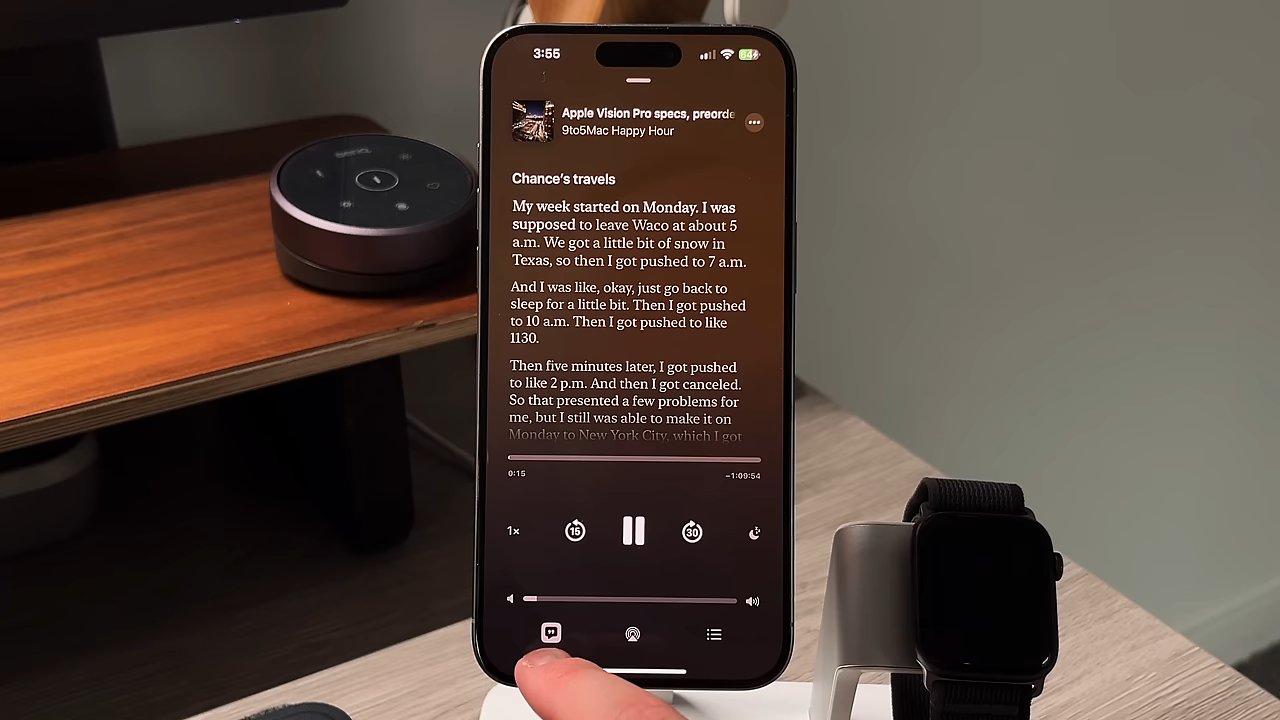 3:55
64
Apple Vision Pro specs, preorde
9to5Mac Happy Hour
Chance's travels
My week started on Monday. I was
supposed to leave Waco at about 5
a.m. We got a little bit of snow in
Texas, so then I got pushed to 7 a.m.
And I was like, okay, just go back to
sleep for a little bit. Then I got pushed
to 10 a.m. Then I got pushed to like
1130.
Then five minutes later, I got pushed
to like 2 p.m. And then I got canceled.
So that presented a few problems for
me, but I still was able to make it on
Monday to New York City, which I got
0:15
-1:09:54
1×
15
30
BenQ